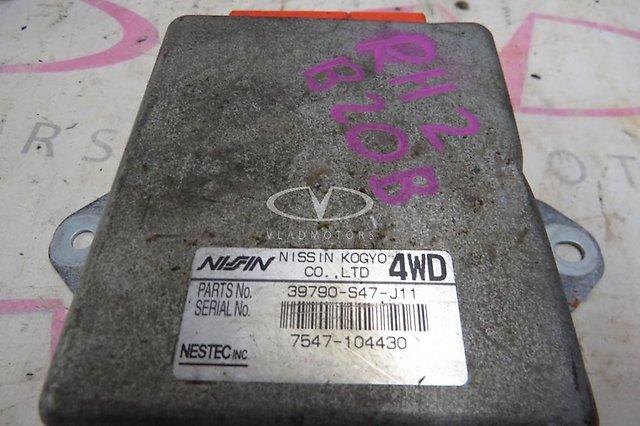 RH2
B20B
V
VLADMOTORS
NISSIN NISSIN KOGYO CO.,LTD 4WD
PARTS No. 39790-S47-J11
SERIAL No.
7547-104430
NESTEC INC.